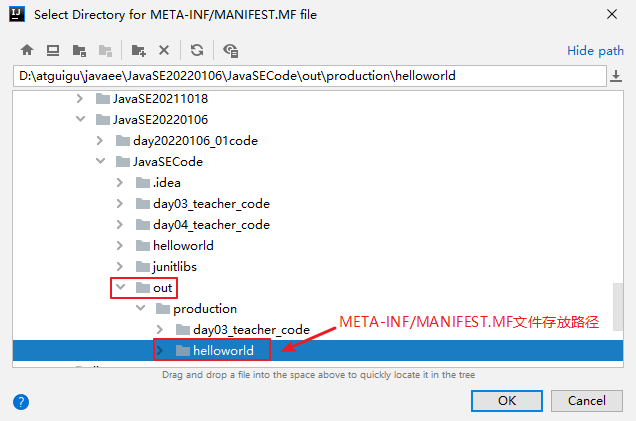 Select Directory for META-INF/MANIFEST.MF file
Hide path
D:\atguigu\javaee\JavaSE20220106\JavaSECode\out\production\helloworld
JavaSE20211018
JavaSE20220106
day20220106_01code
JavaSECode
.idea
day03_teacher_code
day04_teacher_code
helloworld
junitlibs
out
production
day03_teacher_code
META-INF/MANIFEST.MF文件存放路径
helloworld
Drag and drop a file into the space above to quickly locate it in the tree
?
OK
Cancel